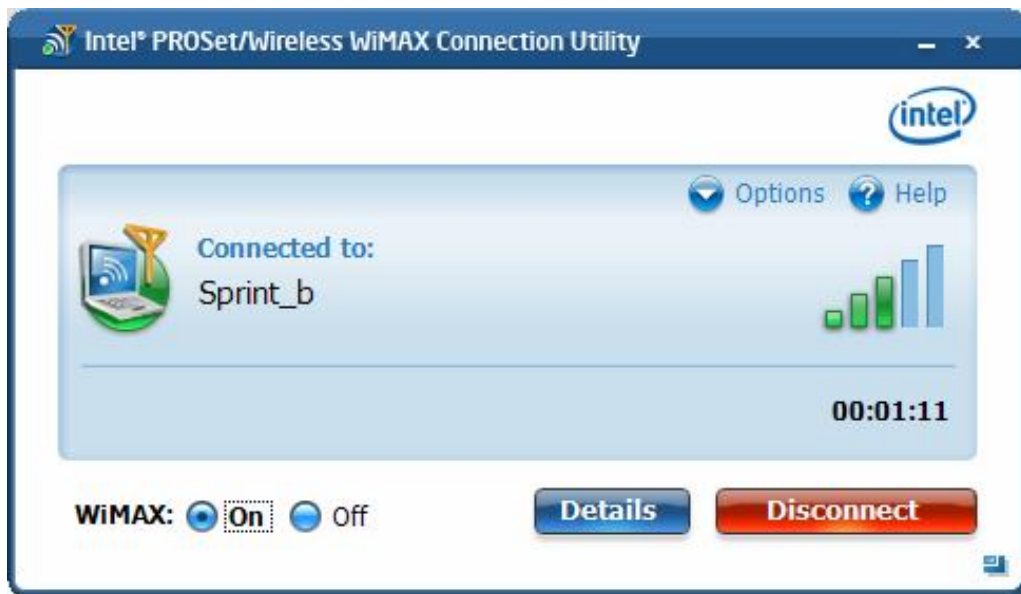 Intel® PROSet/Wireless WiMAX Connection Utility
intel
Options Help
Connected to:
Sprint_b
00:01:11
WiMAX: On Off Details Disconnect